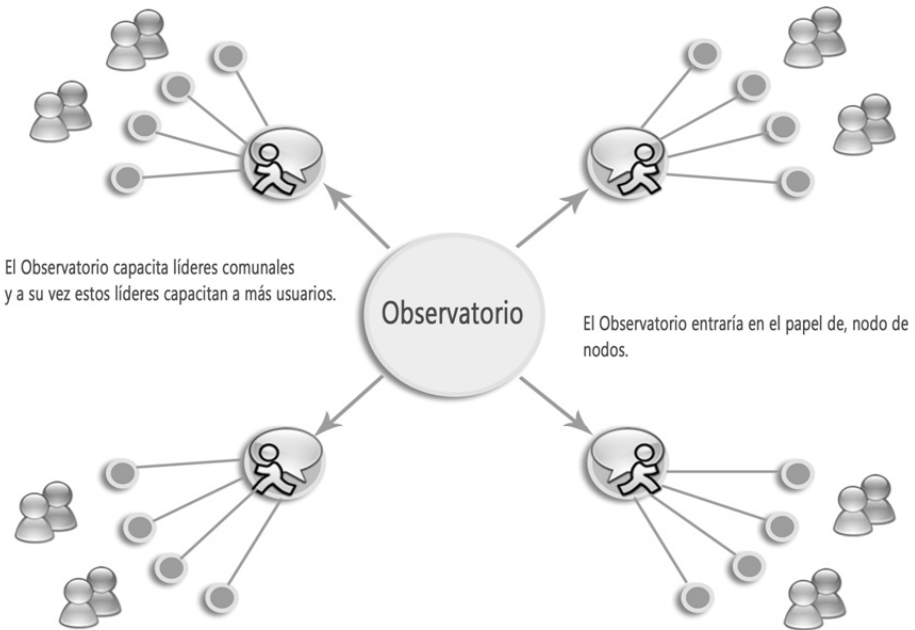 El Observatorio capacita líderes comunales
y a su vez estos líderes capacitan a más usuarios.
Observatorio
El Observatorio entraría en el papel de, nodo de
nodos.